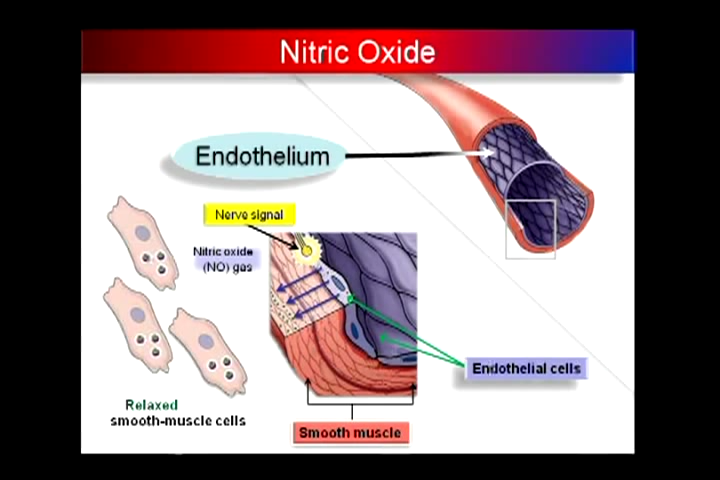 Nitric Oxide
Endothelium
Nerve signal
Nitric oxide
(NO) gas
Endothelial cells
Relaxed
smooth-muscle cells
Smooth muscle